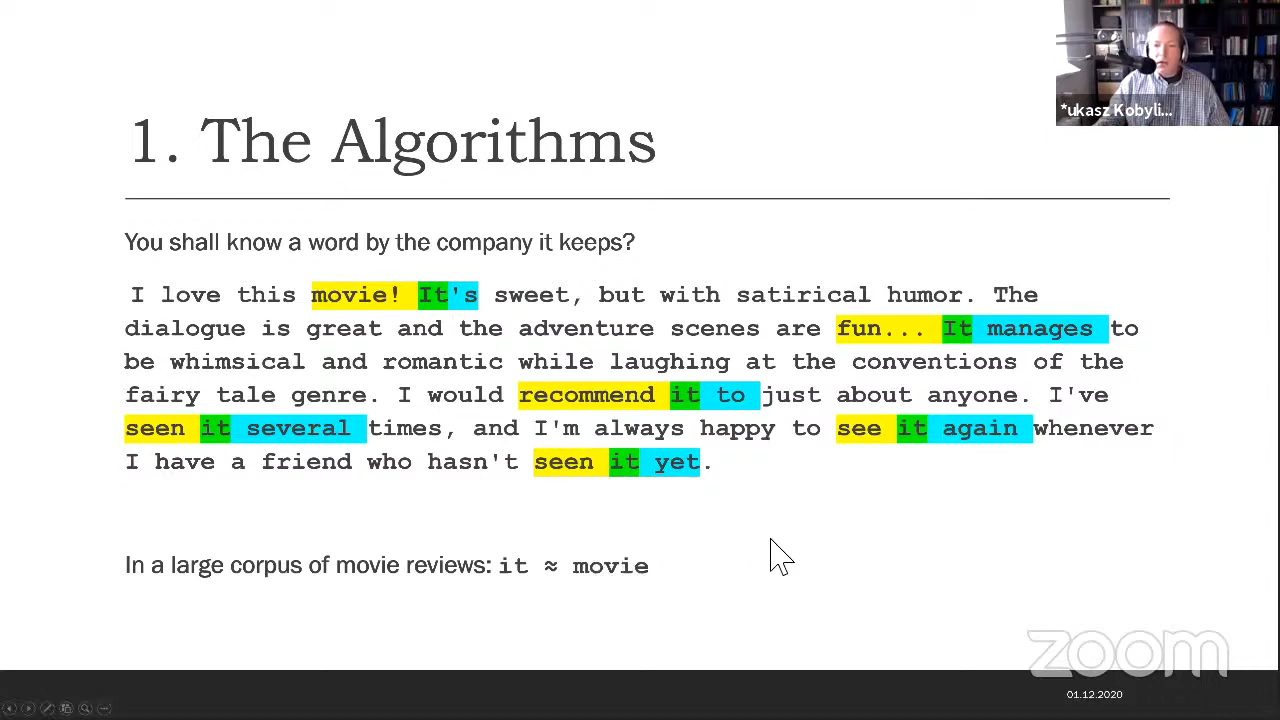 *ukasz Kobyli...
1. The Algorithms
You shall know a word by the company it keeps?
I love this movie! It's sweet, but with satirical humor. The
dialogue is great and the adventure scenes are fun... It manages to
be whimsical and romantic while laughing at the conventions of the
fairy tale genre. I would recommend it to just about anyone. I've
seen it several times, and I'm always happy to see it again whenever
I have a friend who hasn't seen it yet.
In a large corpus of movie reviews: it ≈ movie
zoom
01.12.2020